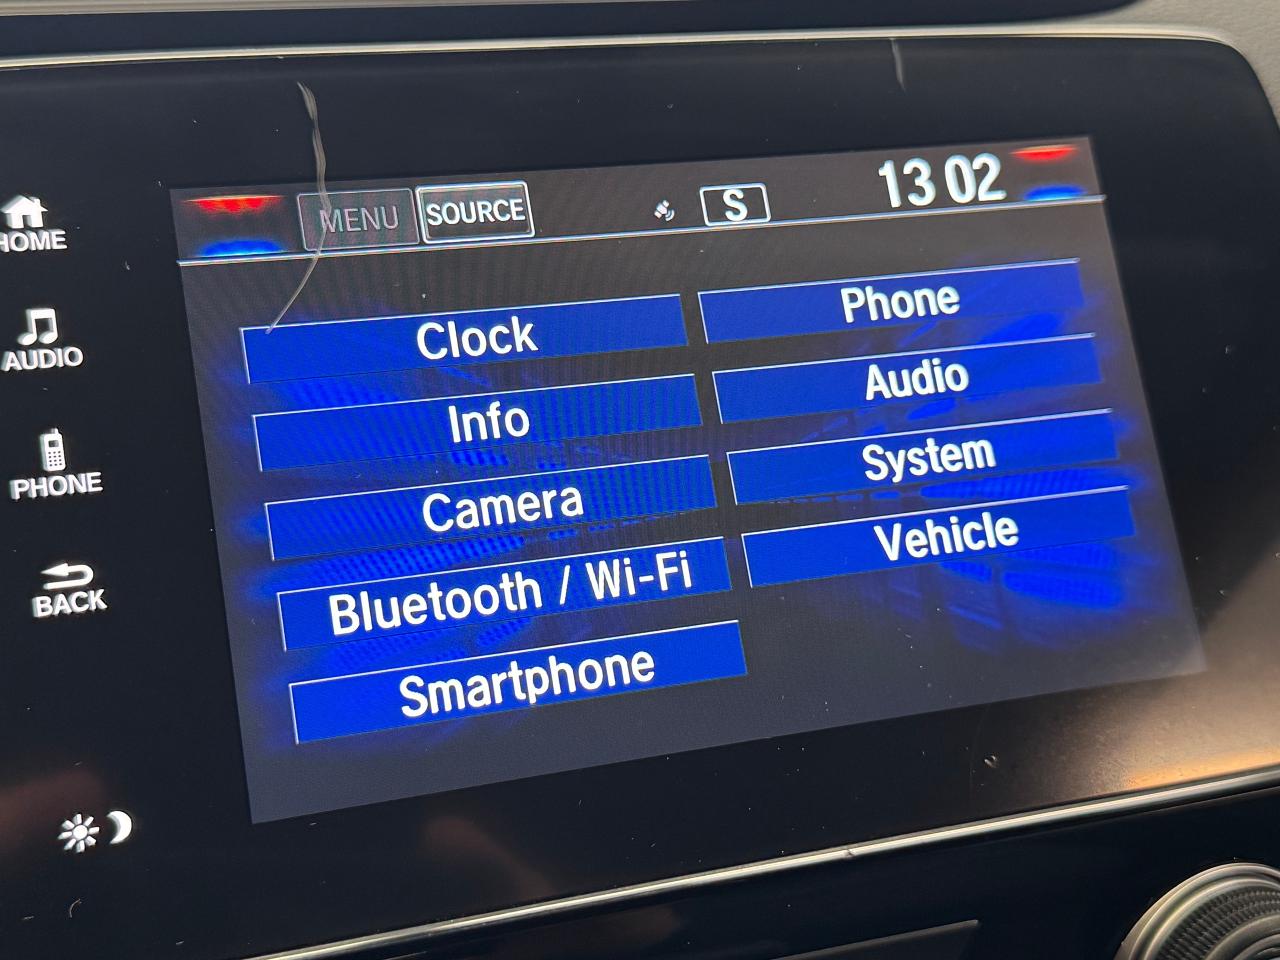 MENU SOURCE S 13 02
HOME
AUDIO
PHONE
BACK
Clock
Info
Camera
Bluetooth / Wi-Fi
Smartphone
Phone
Audio
System
Vehicle